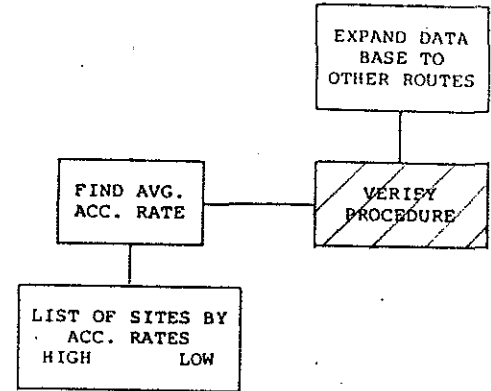 EXPAND DATA
BASE TO
OTHER ROUTES
FIND AVG.
ACC. RATE
VERIFY
PROCEDURE
LIST OF SITES BY
ACC. RATES
HIGH LOW